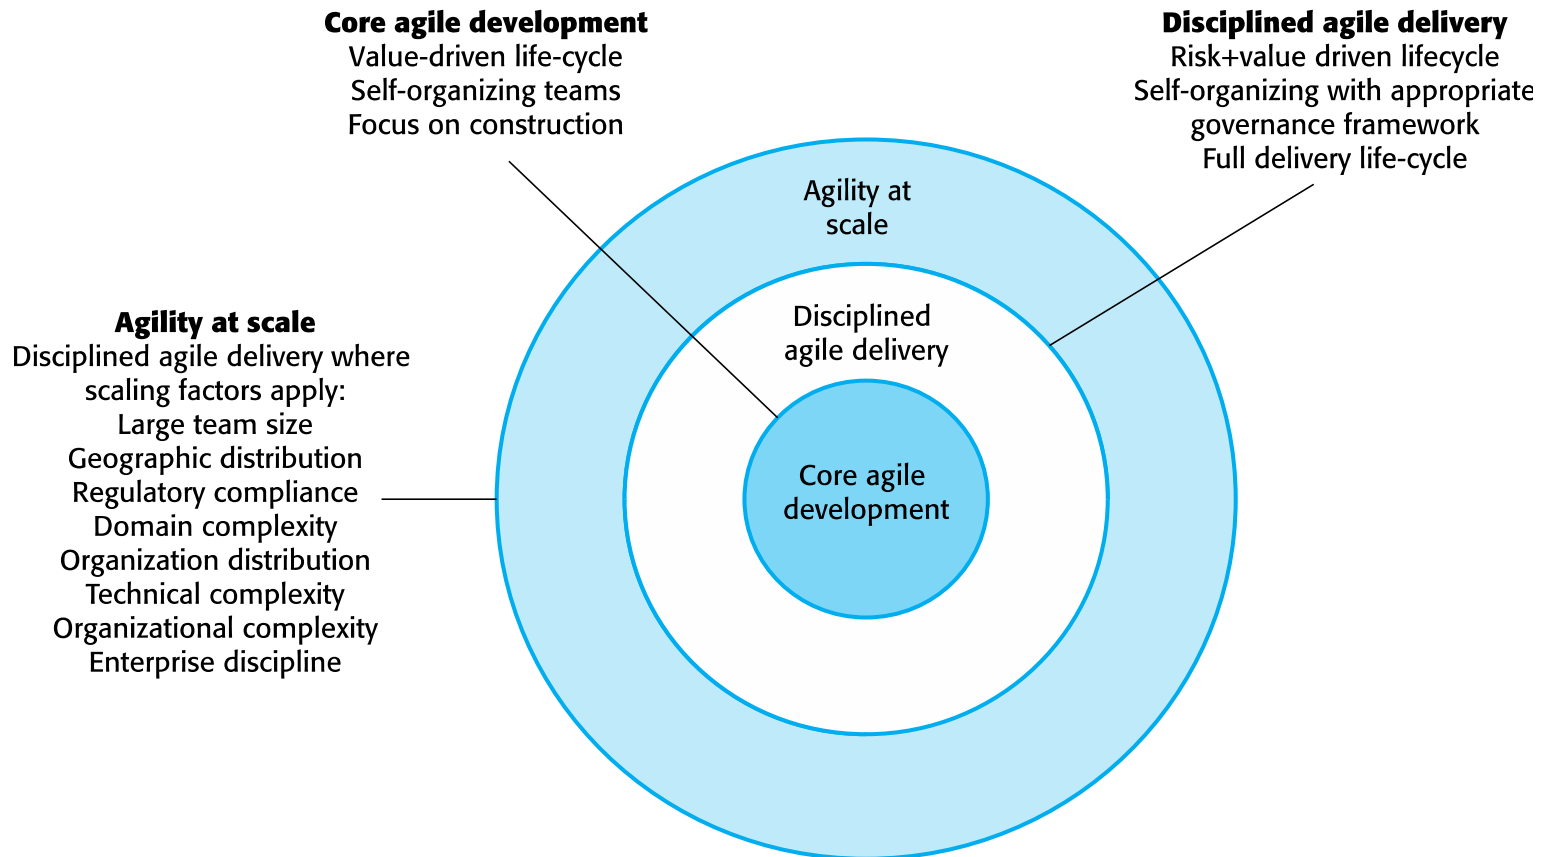 Core agile development
Value-driven life-cycle
Self-organizing teams
Focus on construction
Disciplined agile delivery
Risk+value driven lifecycle
Self-organizing with appropriate
governance framework
Full delivery life-cycle
Agility at scale
Disciplined agile delivery where
scaling factors apply:
Large team size
Geographic distribution
Regulatory compliance
Domain complexity
Organization distribution
Technical complexity
Organizational complexity
Enterprise discipline
Agility at
scale
Disciplined
agile delivery
Core agile
development